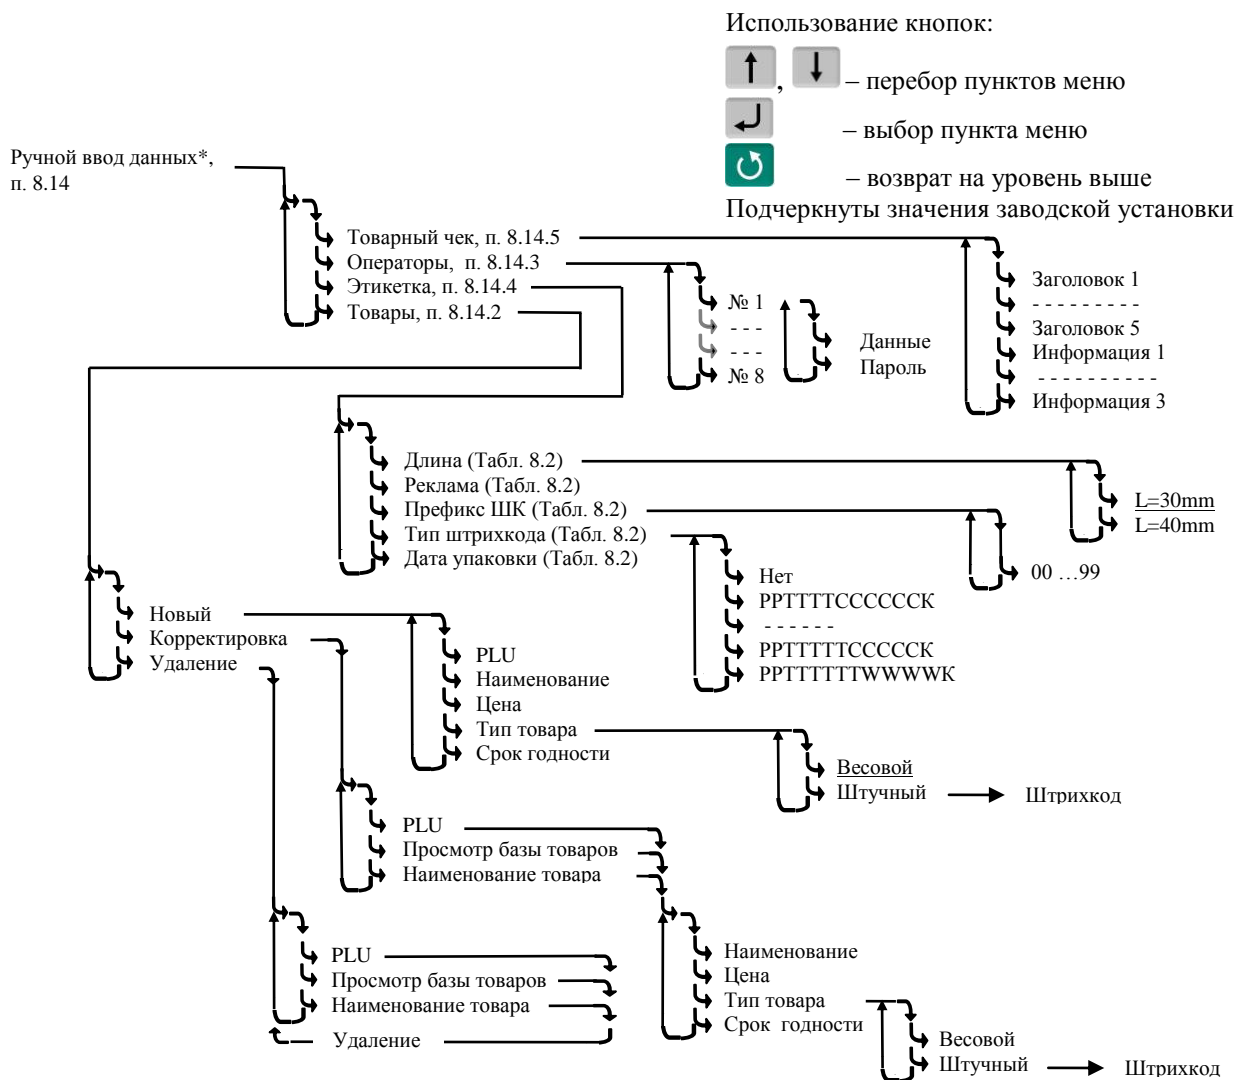 Использование кнопок:
, – перебор пунктов меню
– выбор пункта меню
– возврат на уровень выше
Подчеркнуты значения заводской установки
Ручной ввод данных*,
п. 8.14
Товарный чек, п. 8.14.5
Операторы, п. 8.14.3
Этикетка, п. 8.14.4
Товары, п. 8.14.2
№ 1
- - -
- - -
№ 8
Данные
Пароль
Заголовок 1
- - - - - - - - -
Заголовок 5
Информация 1
- - - - - - - - - -
Информация 3
Длина (Табл. 8.2)
Реклама (Табл. 8.2)
Префикс ШК (Табл. 8.2)
Тип штрихкода (Табл. 8.2)
Дата упаковки (Табл. 8.2)
L=30mm
L=40mm
00 …99
Нет
РРТТТТССССССК
- - - - - -
РРТТТТТСССССК
РРТТТТТТWWWWК
Новый
Корректировка
Удаление
PLU
Наименование
Цена
Тип товара
Срок годности
Весовой
Штучный
Штрихкод
PLU
Просмотр базы товаров
Наименование товара
PLU
Просмотр базы товаров
Наименование товара
Удаление
Наименование
Цена
Тип товара
Срок годности
Весовой
Штучный
Штрихкод